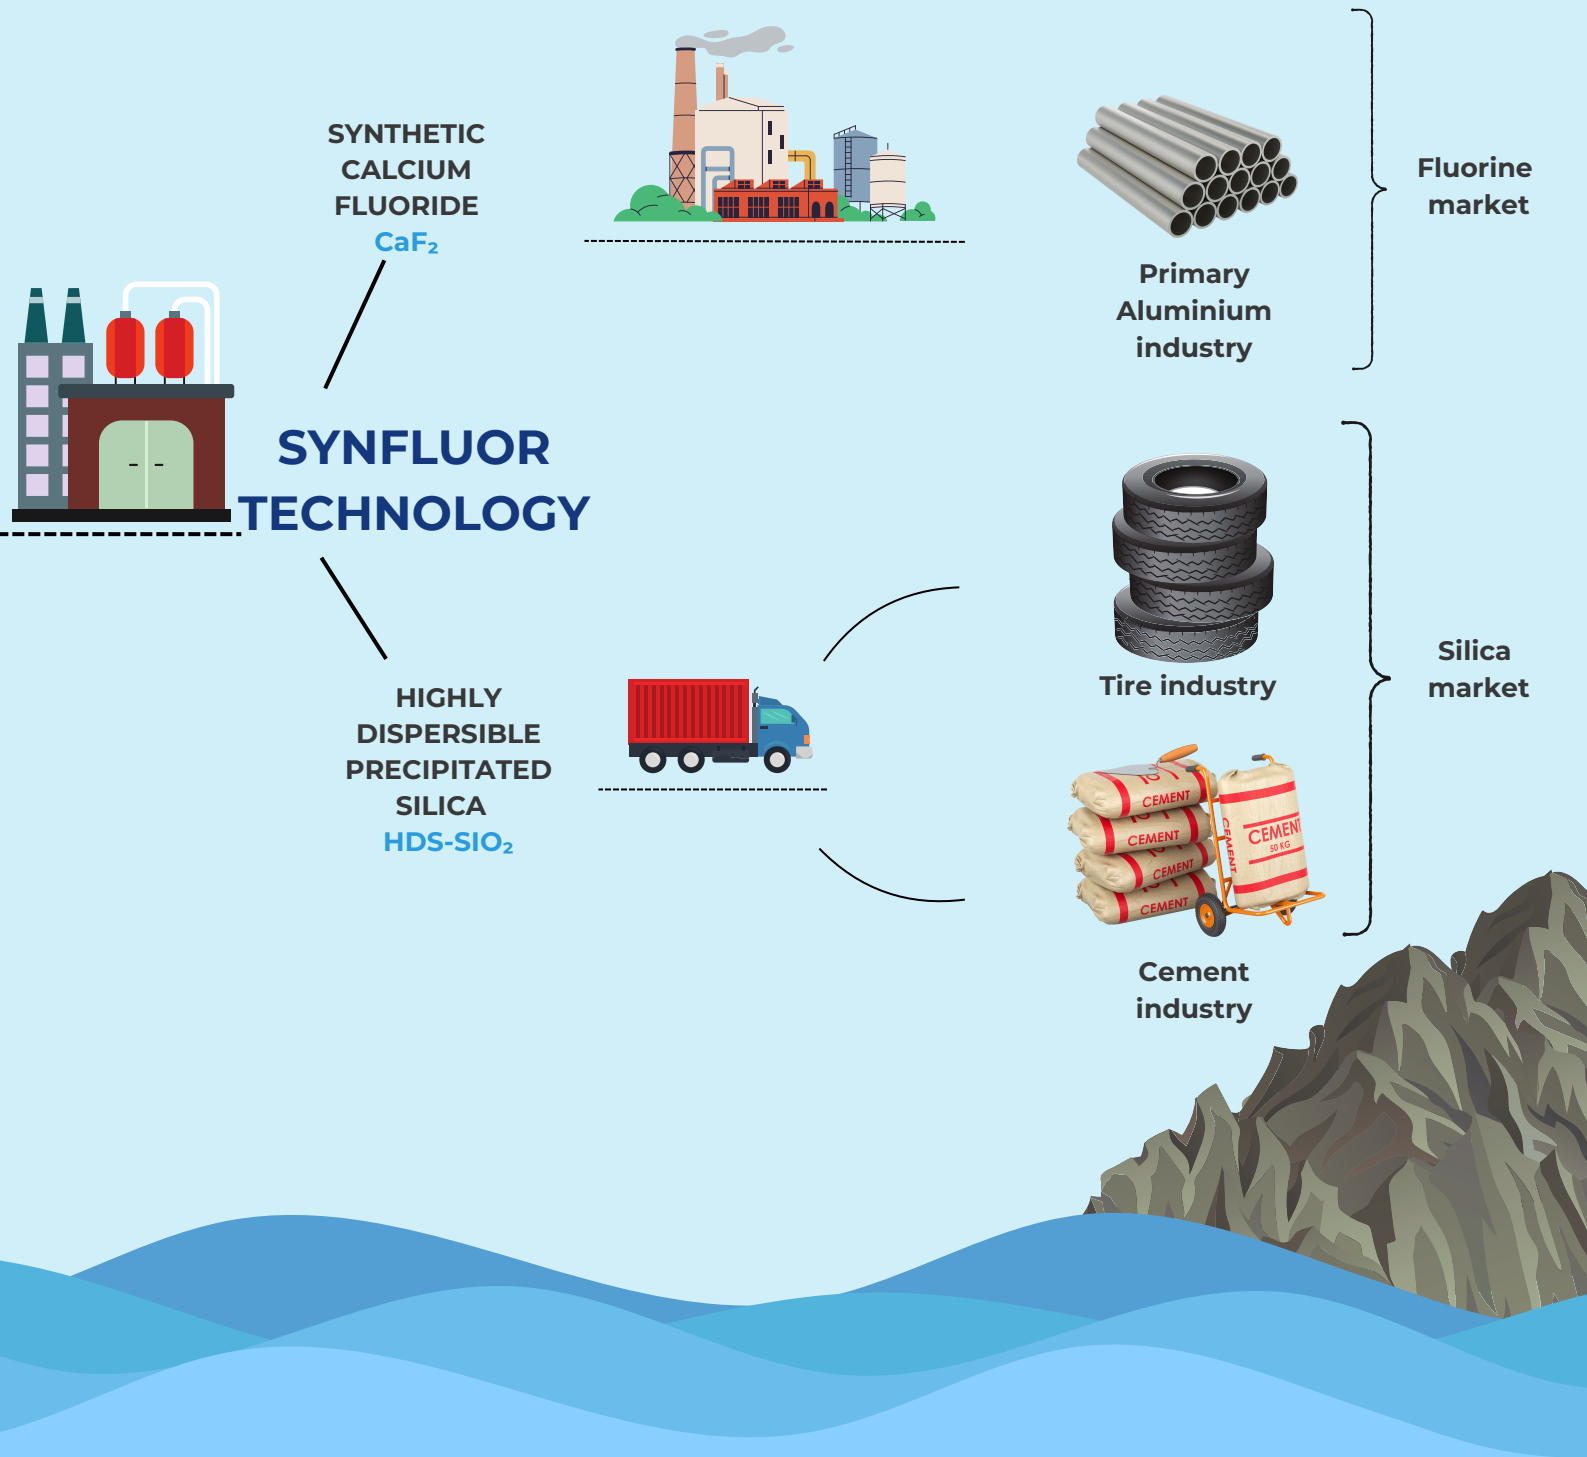 SYNTHETIC
CALCIUM
FLUORIDE
CaF₂
Primary
Aluminium
industry
Fluorine
market
SYNFLUOR
TECHNOLOGY
HIGHLY
DISPERSIBLE
PRECIPITATED
SILICA
HDS-SIO₂
Tire industry
Silica
market
CEMENT
CEMENT
CEMENT
CEMENT
CEMENT
CEMENT
50 KG
Cement
industry